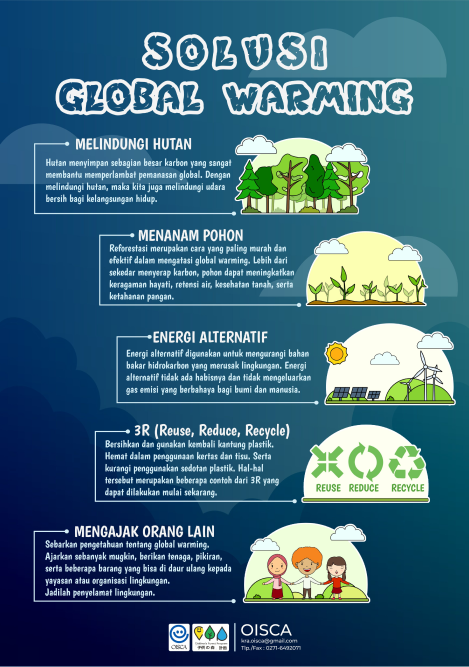 SOLUSI
GLOBAL WARMING
MELINDUNGI HUTAN
Hutan menyimpan sebagian besar karbon yang sangat
membantu memperlambat pemanasan global. Dengan
melindungi hutan, maka kita juga melindungi udara
bersih bagi kelangsungan hidup.
MENANAM POHON
Reforestasi merupakan cara yang paling murah dan
efektif dalam mengatasi global warming. Lebih dari
sekedar menyerap karbon, pohon dapat meningkatkan
keragaman hayati, retensi air, kesehatan tanah, serta
ketahanan pangan.
ENERGI ALTERNATIF
Energi alternatif digunakan untuk mengurangi bahan
bakar hidrokarbon yang merusak lingkungan. Energi
alternatif tidak ada habisnya dan tidak mengeluarkan
gas emisi yang berbahaya bagi bumi dan manusia.
3R (Reuse, Reduce, Recycle)
Bersihkan dan gunakan kembali kantung plastik.
Hemat dalam penggunaan kertas dan tisu. Serta
kurangi penggunaan sedotan plastik. Hal-hal
tersebut merupakan beberapa contoh dari 3R yang
dapat dilakukan mulai sekarang.
REUSE REDUCE RECYCLE
MENGAJAK ORANG LAIN
Sebarkan pengetahuan tentang global warming.
Ajarkan sebanyak mugkin, berikan tenaga, pikiran,
serta beberapa barang yang bisa di daur ulang kepada
yayasan atau organisasi lingkungan.
Jadilah penyelamat lingkungan.
OISCA
OISCA
kra.oisca@gmail.com
Tlp./Fax : 0271-6492071